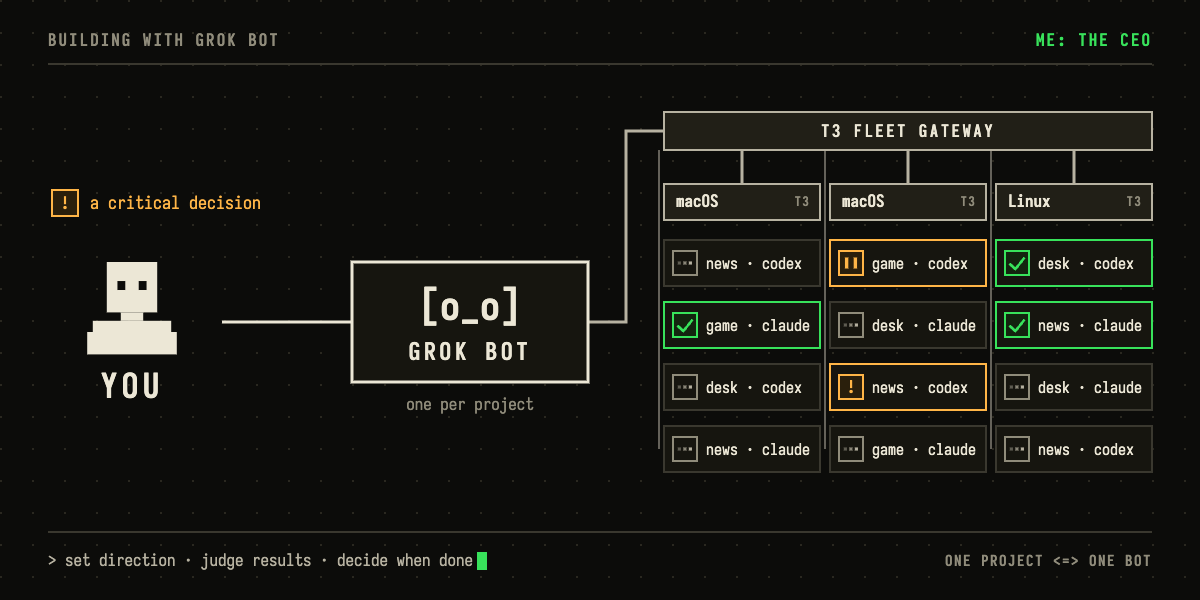 BUILDING WITH GROK BOT
ME: THE CEO
! a critical decision
YOU
[o_o]
GROK BOT
one per project
T3 FLEET GATEWAY
macOS T3
news · codex
game · claude
desk · codex
news · claude
macOS T3
game · codex
desk · claude
! news · codex
game · claude
Linux T3
desk · codex
news · claude
desk · claude
news · codex
> set direction · judge results · decide when done
ONE PROJECT <=> ONE BOT